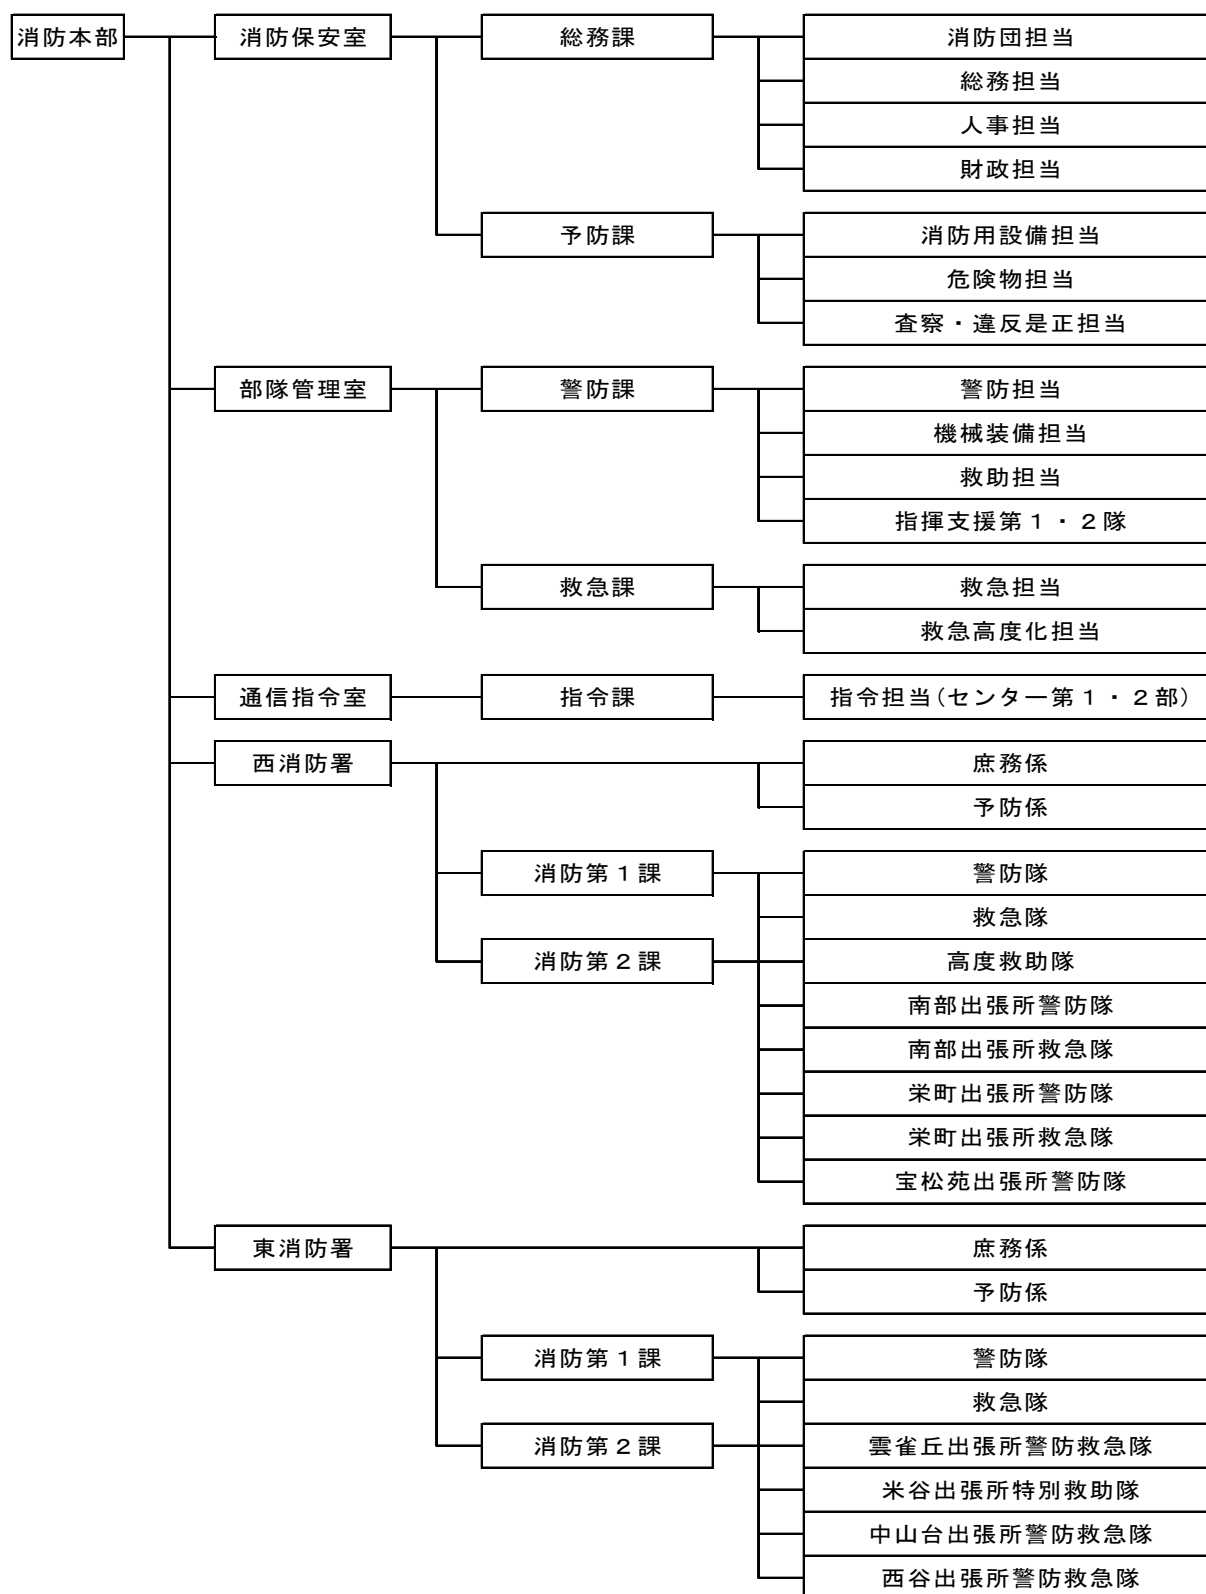 消防本部
消防保安室
総務課
消防団担当
総務担当
人事担当
財政担当
予防課
消防用設備担当
危険物担当
査察・違反是正担当
部隊管理室
警防課
警防担当
機械装備担当
救助担当
指揮支援第１・２隊
救急課
救急担当
救急高度化担当
通信指令室
指令課
指令担当(センター第１・２部)
西消防署
庶務係
予防係
消防第１課
警防隊
救急隊
消防第２課
高度救助隊
南部出張所警防隊
南部出張所救急隊
栄町出張所警防隊
栄町出張所救急隊
宝松苑出張所警防隊
東消防署
庶務係
予防係
消防第１課
警防隊
救急隊
消防第２課
雲雀丘出張所警防救急隊
米谷出張所特別救助隊
中山台出張所警防救急隊
西谷出張所警防救急隊